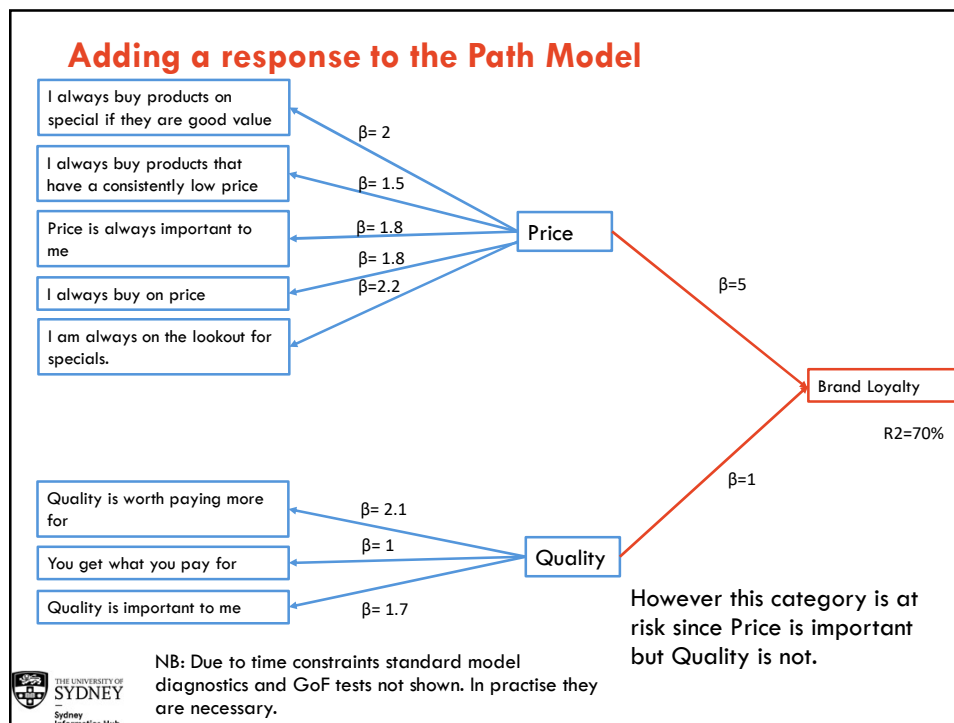 Adding a response to the Path Model
I always buy products on
special if they are good value
β= 2
I always buy products that
have a consistently low price
β= 1.5
Price is always important to
me
β= 1.8
Price
I always buy on price
β= 1.8
β=2.2
I am always on the lookout for
specials.
β=5
Brand Loyalty
R2=70%
β=1
Quality is worth paying more
for
β= 2.1
You get what you pay for
β= 1
Quality
Quality is important to me
β= 1.7
However this category is at
risk since Price is important
but Quality is not.
NB: Due to time constraints standard model
diagnostics and GoF tests not shown. In practise they
are necessary.
THE UNIVERSITY OF
SYDNEY
Sydney
Informatics Hub